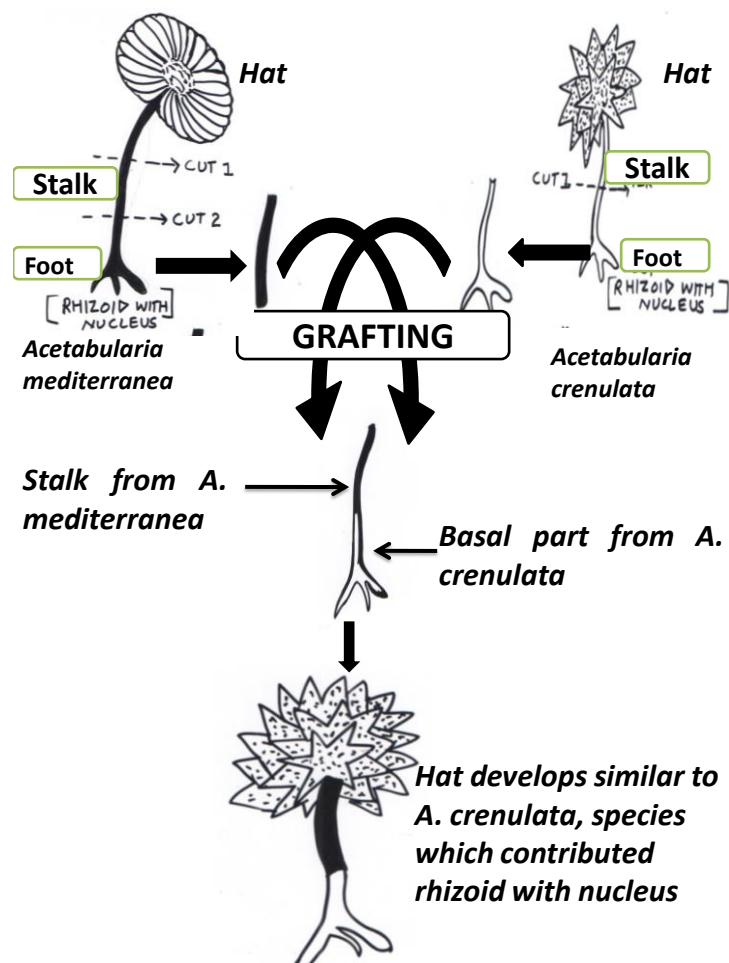 Hat
Hat
CUT 1
Stalk
Stalk
CUT 1
CUT 2
Foot
Foot
[RHIZOID WITH
NUCLEUS]
[RHIZOID WITH
NUCLEUS]
GRAFTING
Acetabularia
mediterranea
Acetabularia
crenulata
Stalk from A.
mediterranea
Basal part from A.
crenulata
Hat develops similar to
A. crenulata, species
which contributed
rhizoid with nucleus